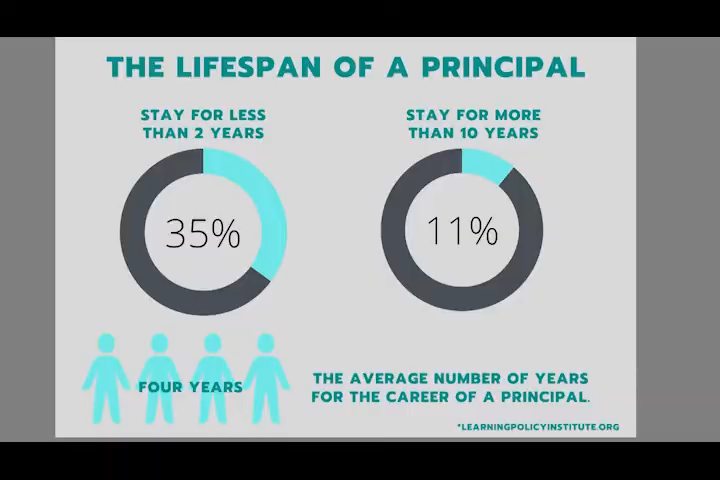 THE LIFESPAN OF A PRINCIPAL
STAY FOR LESS
THAN 2 YEARS
35%
STAY FOR MORE
THAN 10 YEARS
11%
FOUR YEARS
THE AVERAGE NUMBER OF YEARS
FOR THE CAREER OF A PRINCIPAL.
*LEARNINGPOLICYINSTITUTE.ORG